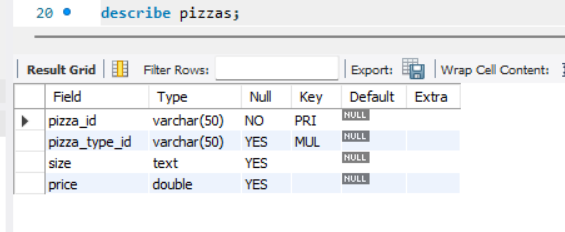 20 describe pizzas;
Result Grid Filter Rows: Export: Wrap Cell Content:
Field Type Null Key Default Extra
pizza_id varchar(50) NO PRI NULL
pizza_type_id varchar(50) YES MUL NULL
size text YES NULL
price double YES NULL